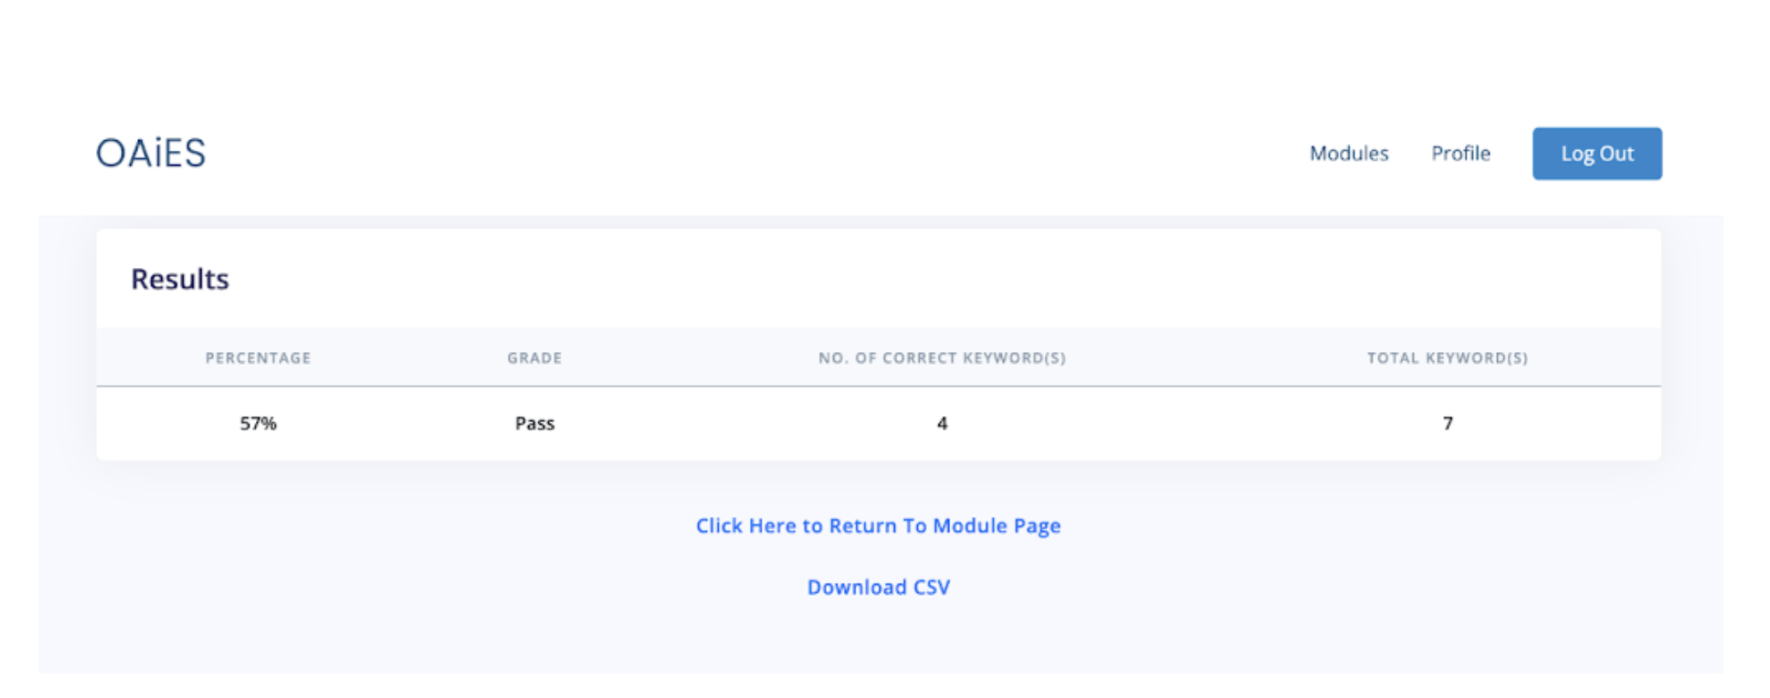 OAiES
Modules Profile Log Out
Results
PERCENTAGE GRADE NO. OF CORRECT KEYWORD(S) TOTAL KEYWORD(S)
57% Pass 4 7
Click Here to Return To Module Page
Download CSV